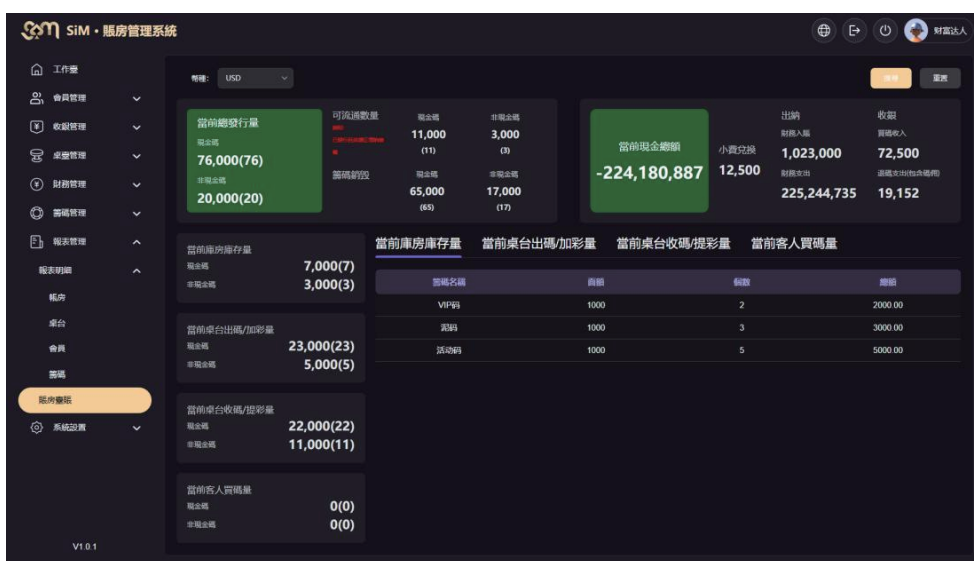 SiM・賬房管理系統
財富达人
工作臺
會員管理
收銀管理
桌臺管理
財務管理
籌碼管理
報表管理
報表明細
帳房
桌台
會員
籌碼
賬房臺賬
系統設置
V1.0.1
幣種: USD
重置
當前總發行量
現金碼
76,000(76)
非現金碼
20,000(20)
可流通數量
現金碼
11,000
(11)
非現金碼
3,000
(3)
籌碼銷毀
現金碼
65,000
(65)
非現金碼
17,000
(17)
當前現金總額
-224,180,887
小費兌換
12,500
出納
財務入賬
1,023,000
財務支出
225,244,735
收銀
買碼收入
72,500
退碼支出(包含碼佣)
19,152
當前庫房庫存量
現金碼 7,000(7)
非現金碼 3,000(3)
當前桌台出碼/加彩量
現金碼 23,000(23)
非現金碼 5,000(5)
當前桌台收碼/提彩量
現金碼 22,000(22)
非現金碼 11,000(11)
當前客人買碼量
現金碼 0(0)
非現金碼 0(0)
當前庫房庫存量 當前桌台出碼/加彩量 當前桌台收碼/提彩量 當前客人買碼量
籌碼名稱 面額 個數 總額
VIP码 1000 2 2000.00
泥码 1000 3 3000.00
活动码 1000 5 5000.00